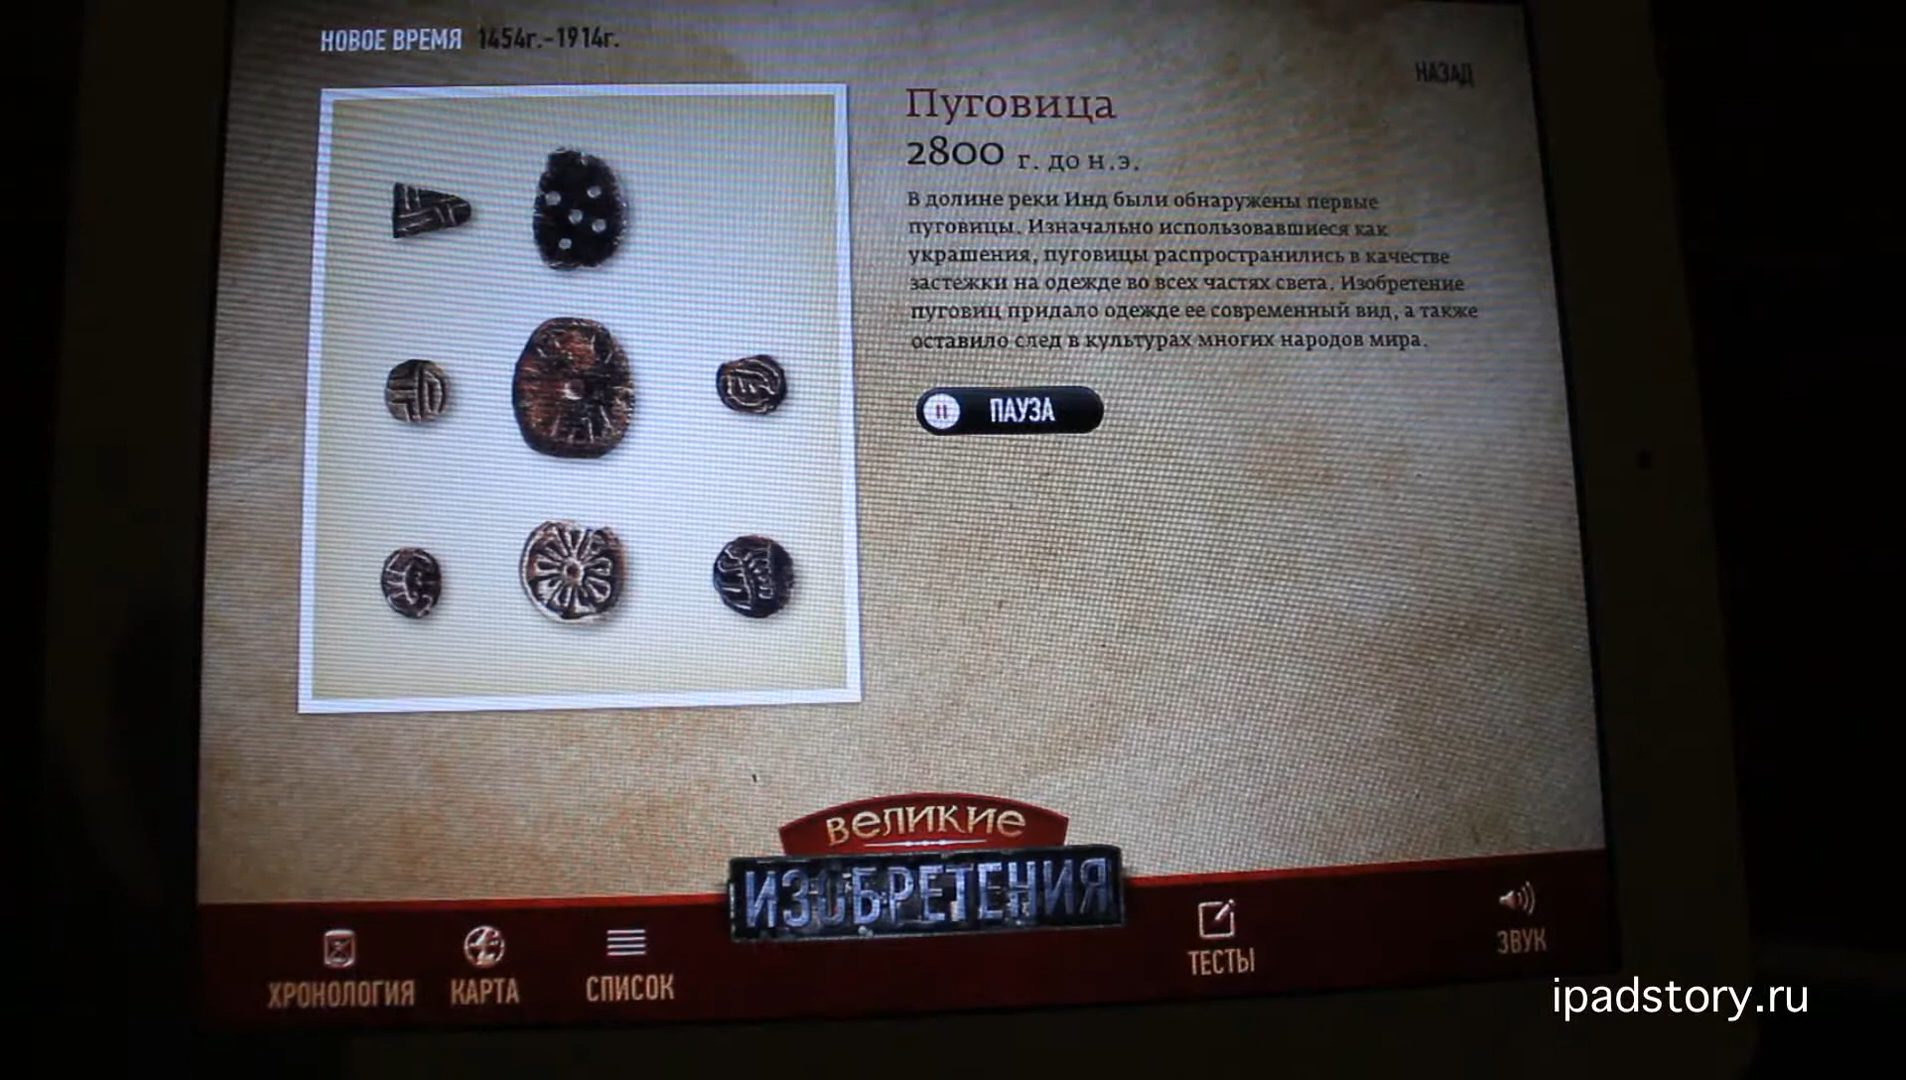 НОВОЕ ВРЕМЯ 1454г.-1914г.
НАЗАД
Пуговица
2800 г. до н.э.
В долине реки Инд были обнаружены первые
пуговицы. Изначально использовавшиеся как
украшения, пуговицы распространились в качестве
застежки на одежде во всех частях света. Изобретение
пуговиц придало одежде ее современный вид, а также
оставило след в культурах многих народов мира.
ПАУЗА
ВЕЛИКИЕ
ИЗОБРЕТЕНИЯ
ХРОНОЛОГИЯ
КАРТА
СПИСОК
ТЕСТЫ
ЗВУК
ipadstory.ru